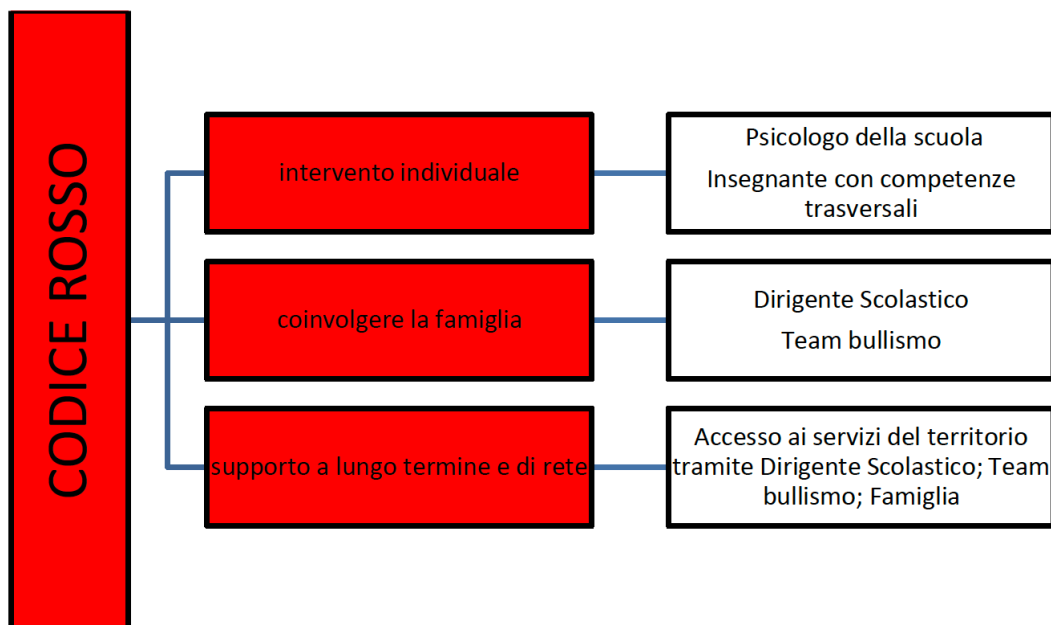 CODICE ROSSO
intervento individuale
Psicologo della scuola
Insegnante con competenze
trasversali
coinvolgere la famiglia
Dirigente Scolastico
Team bullismo
supporto a lungo termine e di rete
Accesso ai servizi del territorio
tramite Dirigente Scolastico; Team
bullismo; Famiglia